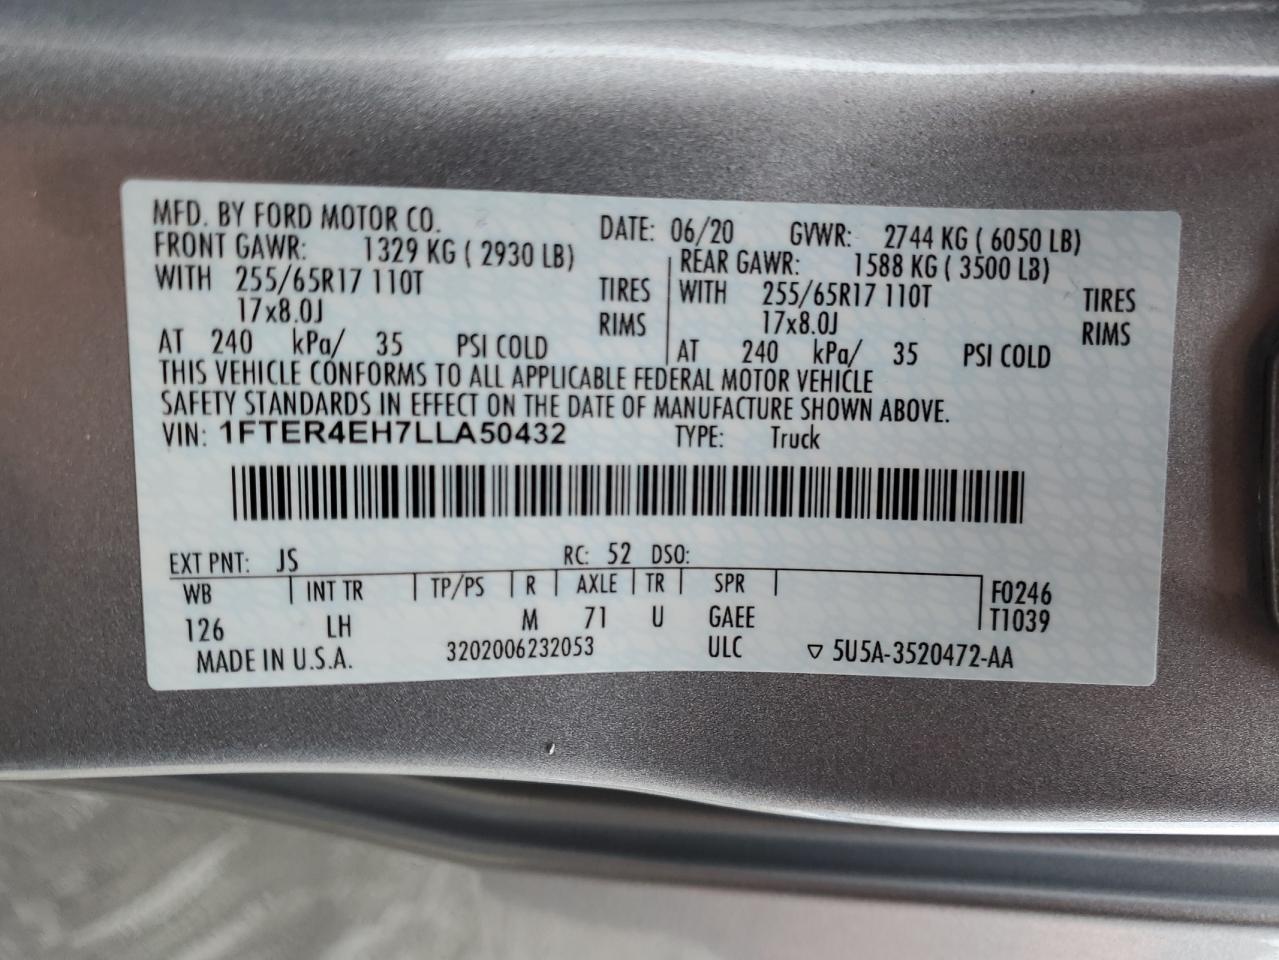 MFD. BY FORD MOTOR CO. DATE: 06/20 GVWR: 2744 KG ( 6050 LB)
FRONT GAWR: 1329 KG ( 2930 LB) REAR GAWR: 1588 KG ( 3500 LB)
WITH 255/65R17 110T TIRES WITH 255/65R17 110T TIRES
17x8.0J RIMS 17x8.0J RIMS
AT 240 kPa/ 35 PSI COLD AT 240 kPa/ 35 PSI COLD
THIS VEHICLE CONFORMS TO ALL APPLICABLE FEDERAL MOTOR VEHICLE
SAFETY STANDARDS IN EFFECT ON THE DATE OF MANUFACTURE SHOWN ABOVE.
VIN: 1FTER4EH7LLA50432 TYPE: Truck
EXT PNT: JS RC: 52 DSO:
WB INT TR TP/PS R AXLE TR SPR F0246
126 LH M 71 U GAEE T1039
MADE IN U.S.A. 3202006232053 ULC ▽ 5U5A-3520472-AA